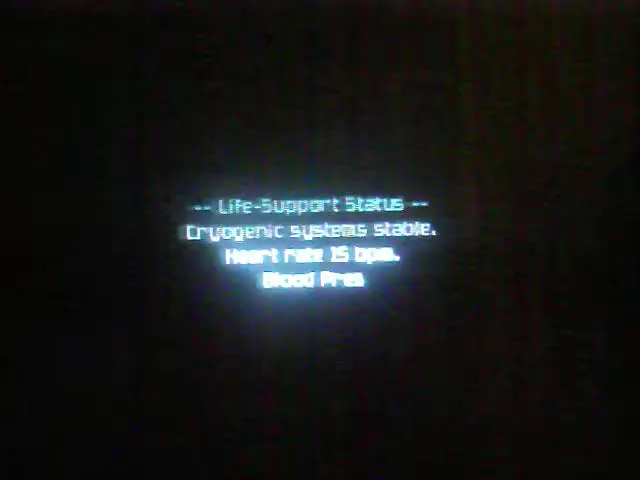 -- Life-Support Status --
Cryogenic systems stable.
Heart rate 15 bpm.
Blood Pres